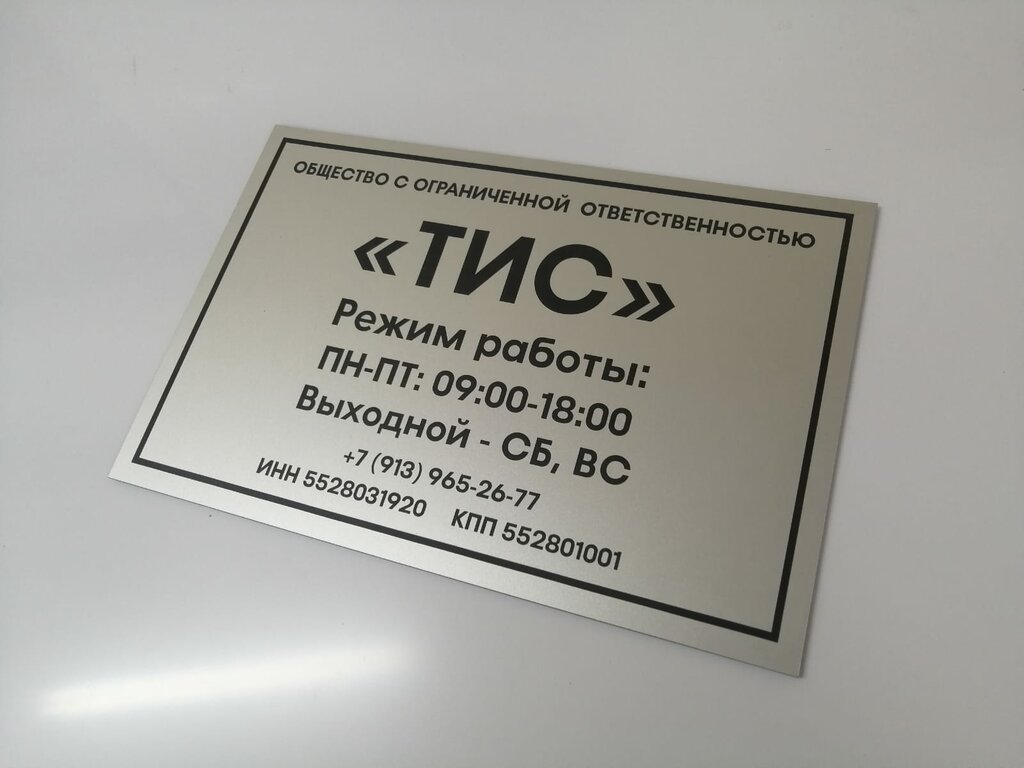 ОБЩЕСТВО С ОГРАНИЧЕННОЙ ОТВЕТСТВЕННОСТЬЮ
«ТИС»
Режим работы:
ПН-ПТ: 09:00-18:00
Выходной - СБ, ВС
+7 (913) 965-26-77
ИНН 5528031920 КПП 552801001